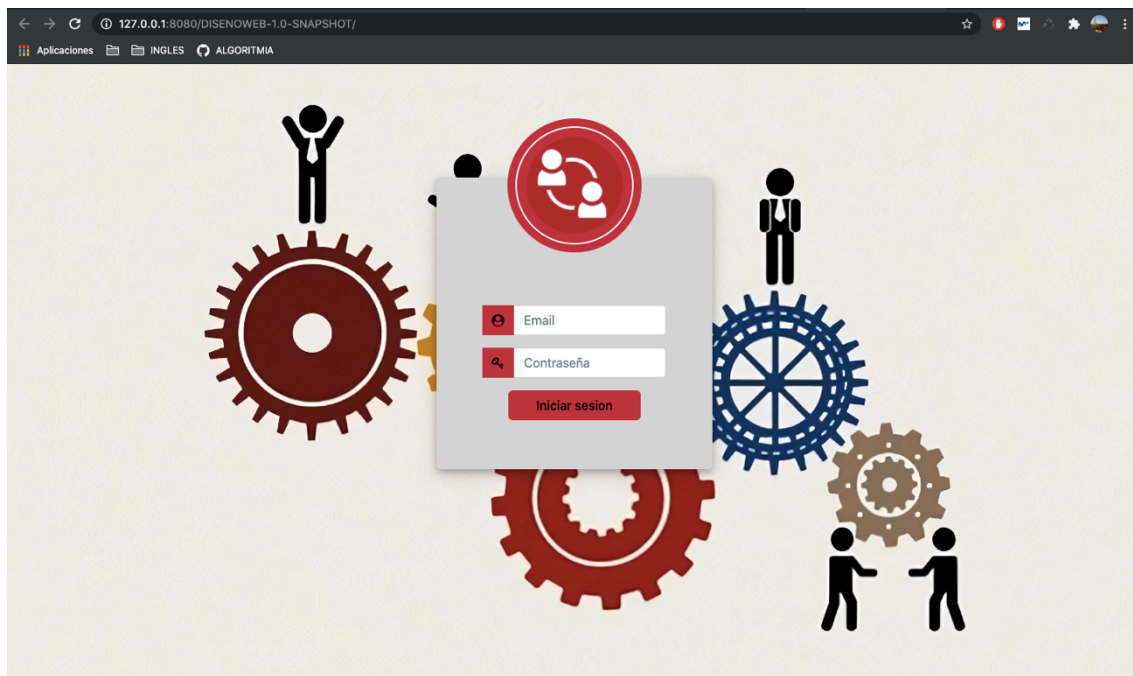 127.0.0.1:8080/DISENOWEB-1.0-SNAPSHOT/
Aplicaciones INGLES ALGORITMIA
Email
Contraseña
Iniciar sesion